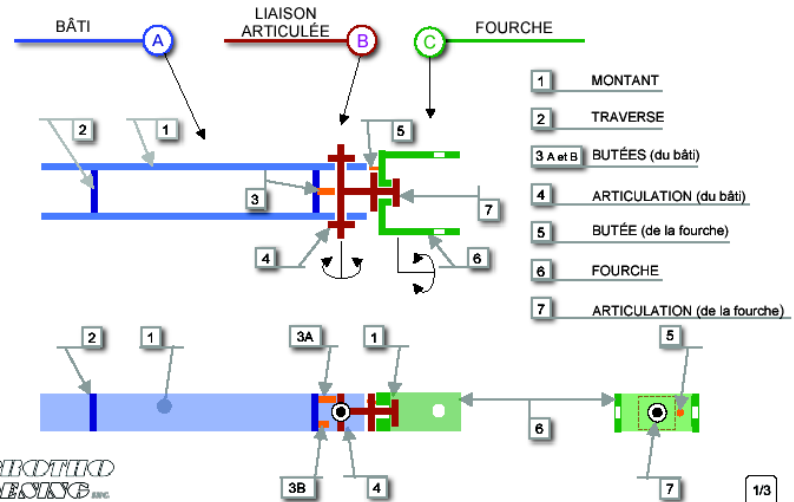 BÂTI
A
LIAISON
ARTICULÉE
B
C
FOURCHE
1 MONTANT
2 TRAVERSE
3 A et B BUTÉES (du bâti)
4 ARTICULATION (du bâti)
5 BUTÉE (de la fourche)
6 FOURCHE
7 ARTICULATION (de la fourche)
2
1
5
3
7
4
6
2
1
3A
1
5
6
3B
4
7
1/3